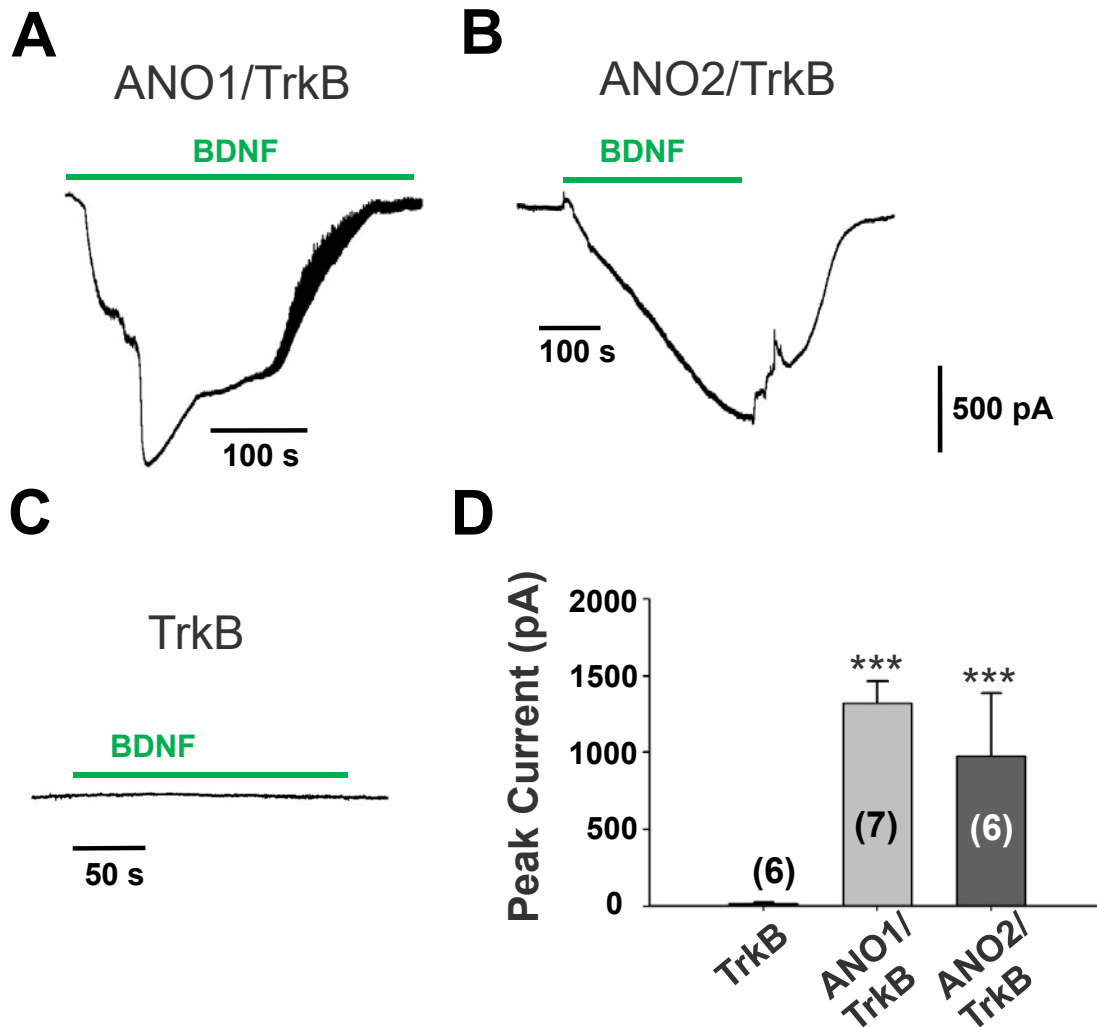 A
ANO1/TrkB
BDNF
100 s
B
ANO2/TrkB
BDNF
100 s
500 pA
C
TrkB
BDNF
50 s
D
Peak Current (pA)
2000
1500
1000
500
0
***
***
(6)
(7)
(6)
TrkB
ANO1/
TrkB
ANO2/
TrkB